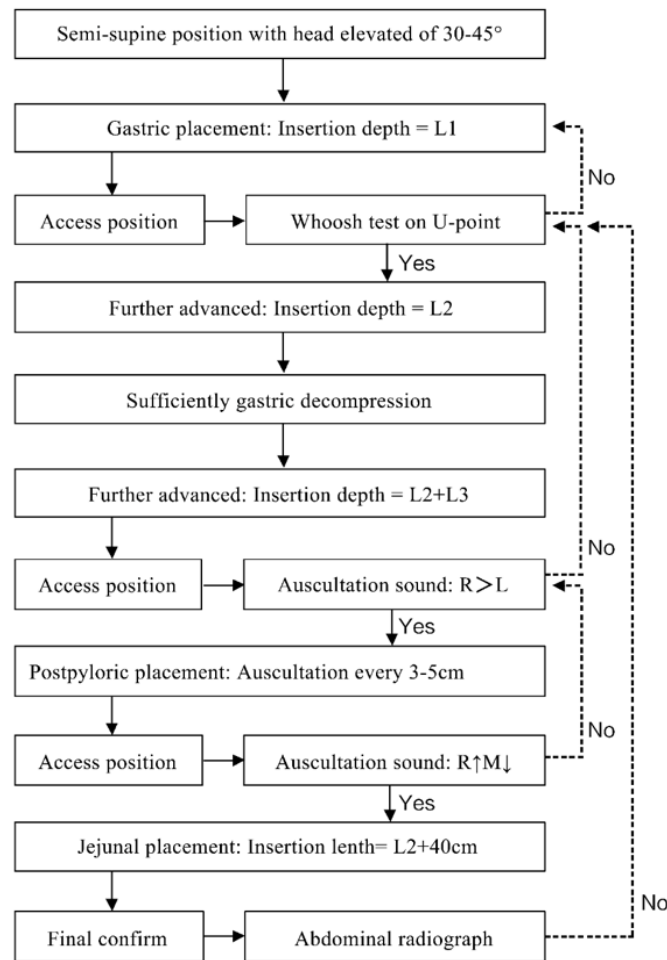 Semi-supine position with head elevated of 30-45°
Gastric placement: Insertion depth = L1
No
Access position
Whoosh test on U-point
Yes
Further advanced: Insertion depth = L2
Sufficiently gastric decompression
Further advanced: Insertion depth = L2+L3
No
Access position
Auscultation sound: R＞L
Yes
Postpyloric placement: Auscultation every 3-5cm
No
Access position
Auscultation sound: R↑M↓
Yes
Jejunal placement: Insertion lenth= L2+40cm
No
Final confirm
Abdominal radiograph